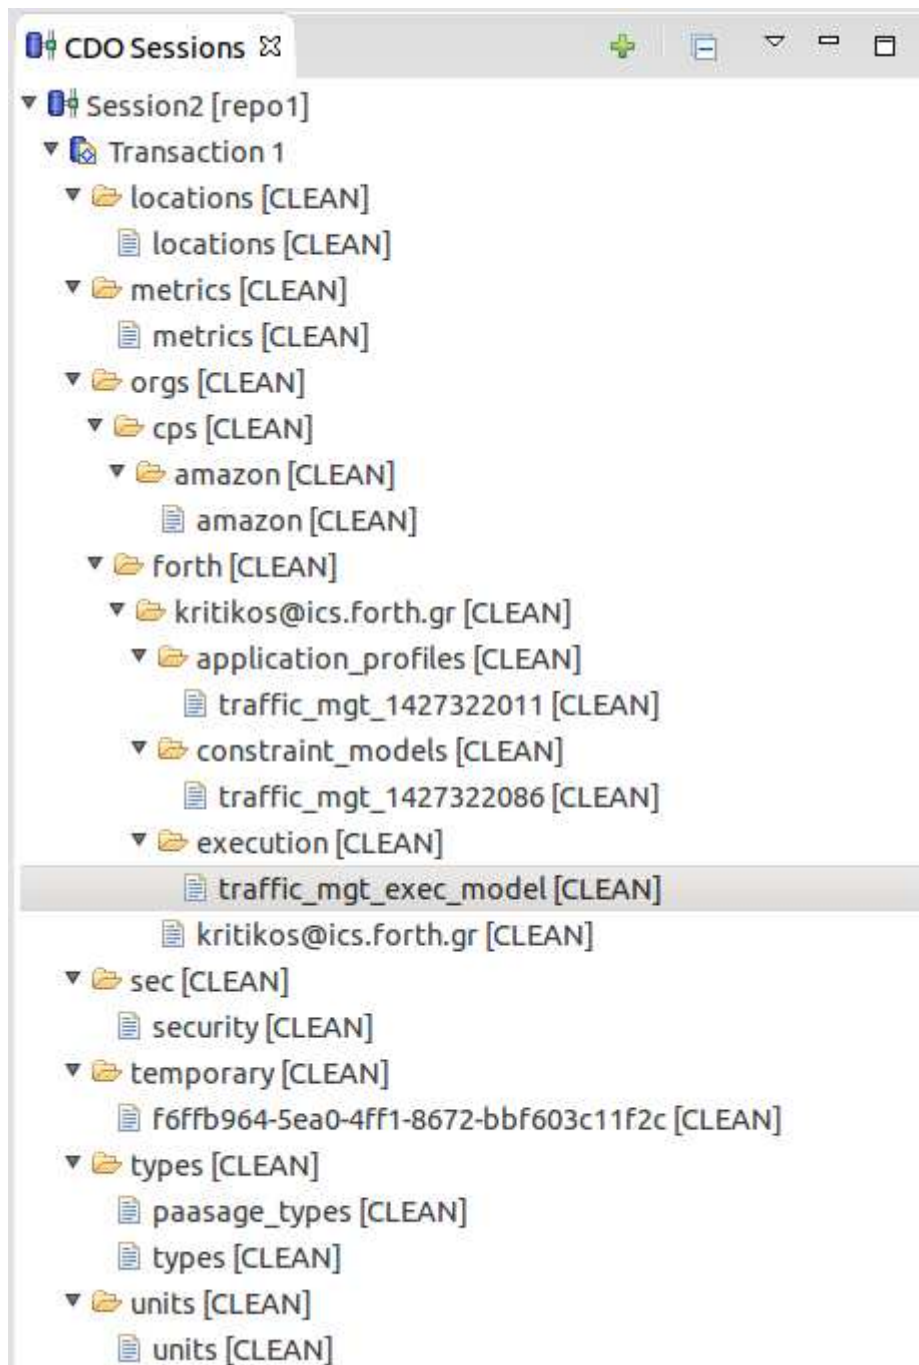 CDO Sessions
Session2 [repo1]
Transaction 1
locations [CLEAN]
locations [CLEAN]
metrics [CLEAN]
metrics [CLEAN]
orgs [CLEAN]
cps [CLEAN]
amazon [CLEAN]
amazon [CLEAN]
forth [CLEAN]
kritikos@ics.forth.gr [CLEAN]
application_profiles [CLEAN]
traffic_mgt_1427322011 [CLEAN]
constraint_models [CLEAN]
traffic_mgt_1427322086 [CLEAN]
execution [CLEAN]
traffic_mgt_exec_model [CLEAN]
kritikos@ics.forth.gr [CLEAN]
sec [CLEAN]
security [CLEAN]
temporary [CLEAN]
f6ffb964-5ea0-4ff1-8672-bbf603c11f2c [CLEAN]
types [CLEAN]
paasage_types [CLEAN]
types [CLEAN]
units [CLEAN]
units [CLEAN]